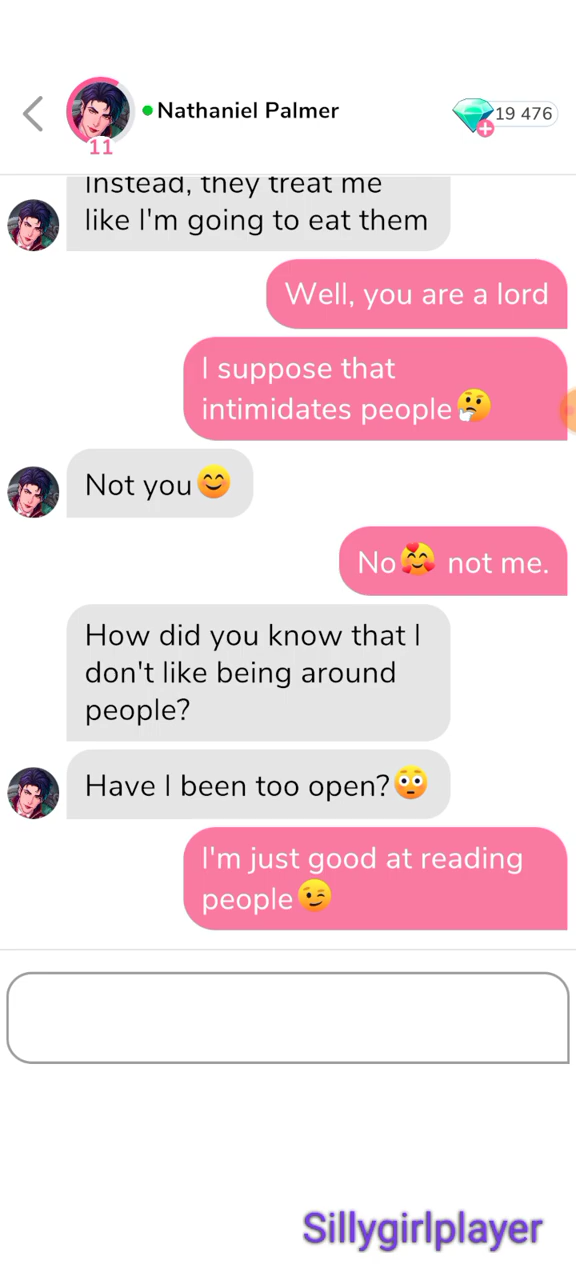 Nathaniel Palmer
19 476
11
Instead, they treat me
like I'm going to eat them
Well, you are a lord
I suppose that
intimidates people🤔
Not you😊
No🥰 not me.
How did you know that I
don't like being around
people?
Have I been too open?😳
I'm just good at reading
people😉
Sillygirlplayer